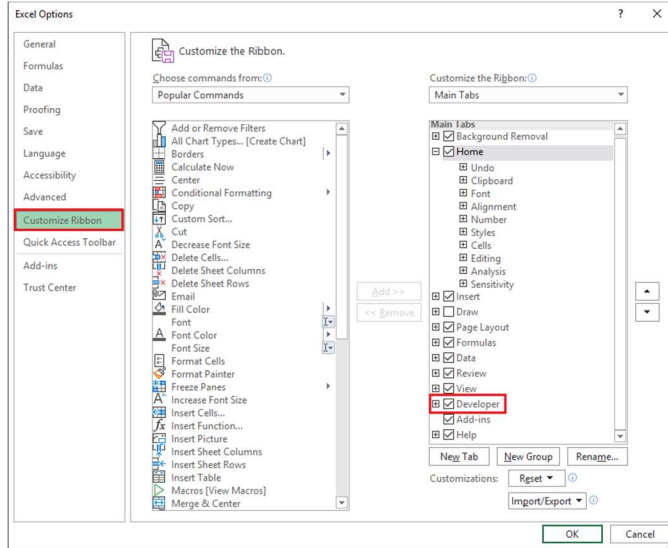 Excel Options
?
General
Formulas
Data
Proofing
Save
Language
Accessibility
Advanced
Customize Ribbon
Quick Access Toolbar
Add-ins
Trust Center
Customize the Ribbon.
Choose commands from:
Popular Commands
Add or Remove Filters
All Chart Types... [Create Chart]
Borders
Calculate Now
Center
Conditional Formatting
Copy
Custom Sort...
Cut
Decrease Font Size
Delete Cells...
Delete Sheet Columns
Delete Sheet Rows
Email
Fill Color
Font
Font Color
Font Size
Format Cells
Format Painter
Freeze Panes
Increase Font Size
Insert Cells...
Insert Function...
Insert Picture
Insert Sheet Columns
Insert Sheet Rows
Insert Table
Macros [View Macros]
Merge & Center
Add >>
<< Remove
Customize the Ribbon:
Main Tabs
Main Tabs
Background Removal
Home
Undo
Clipboard
Font
Alignment
Number
Styles
Cells
Editing
Analysis
Sensitivity
Insert
Draw
Page Layout
Formulas
Data
Review
View
Developer
Add-ins
Help
New Tab
New Group
Rename...
Customizations:
Reset
Import/Export
OK
Cancel